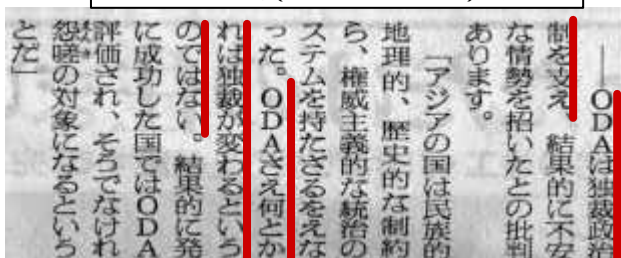 ――ODAは独裁政治
制を支え、結果的に不安
な情勢を招いたとの批判
あります。
「アジアの国は民族的
地理的、歴史的な制約
ら、権威主義的な統治の
ステムを持たざるをえな
った。ODAさえ何とか
れば独裁が変わるという
のではない。結果的に発
に成功した国ではODA
評価され、そうでなけれ
怨嗟の対象になるという
とだ」